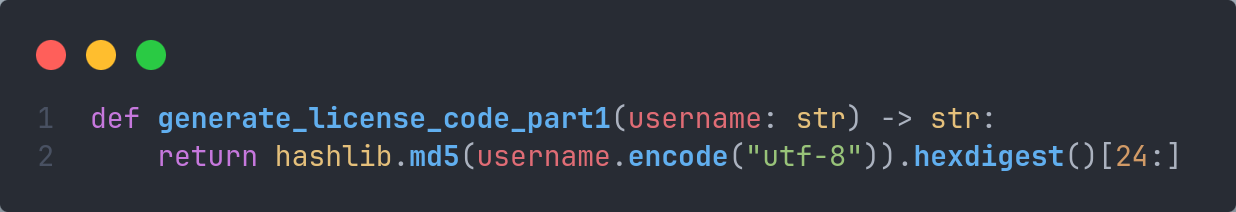 1 def generate_license_code_part1(username: str) -> str:
2     return hashlib.md5(username.encode("utf-8")).hexdigest()[24:]